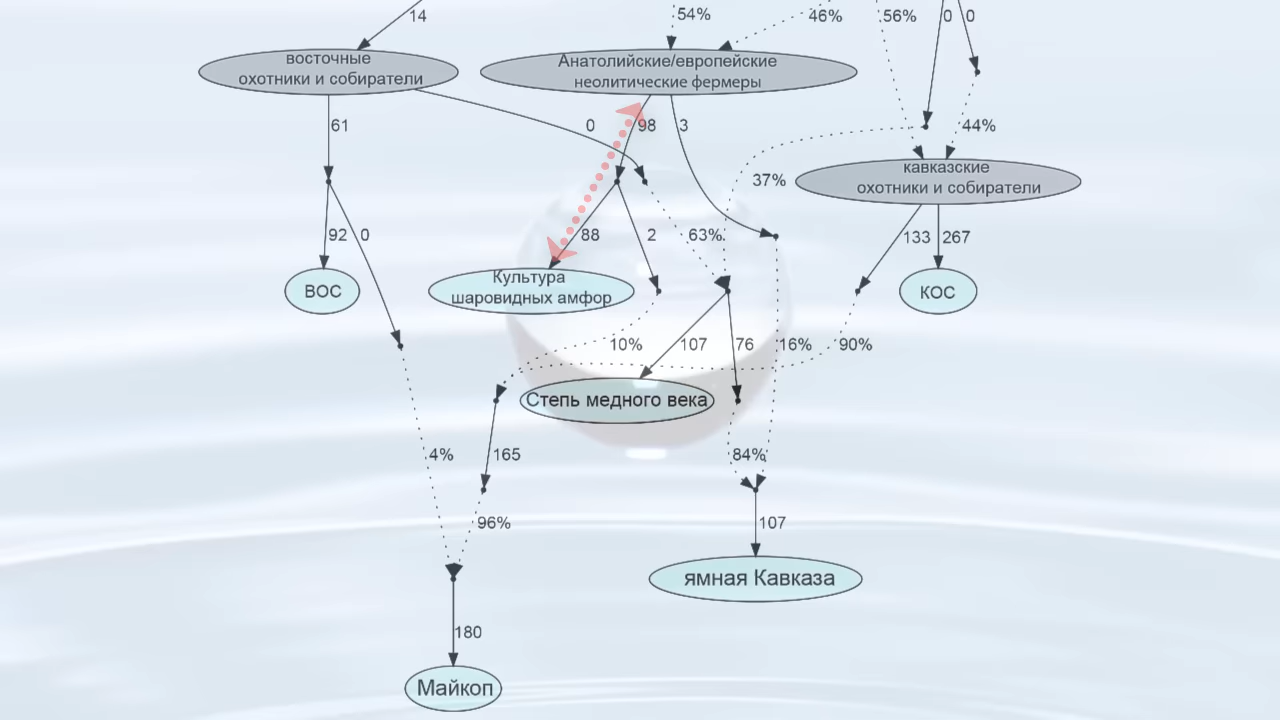 14
54%
46%
56%
0
0
восточные
охотники и собиратели
Анатолийские/европейские
неолитические фермеры
61
0
98
3
44%
кавказские
охотники и собиратели
37%
92
0
88
2
63%
133
267
ВОС
Культура
шаровидных амфор
КОС
10%
107
76
16%
90%
Степь медного века
4%
165
84%
96%
107
ямная Кавказа
180
Майкоп